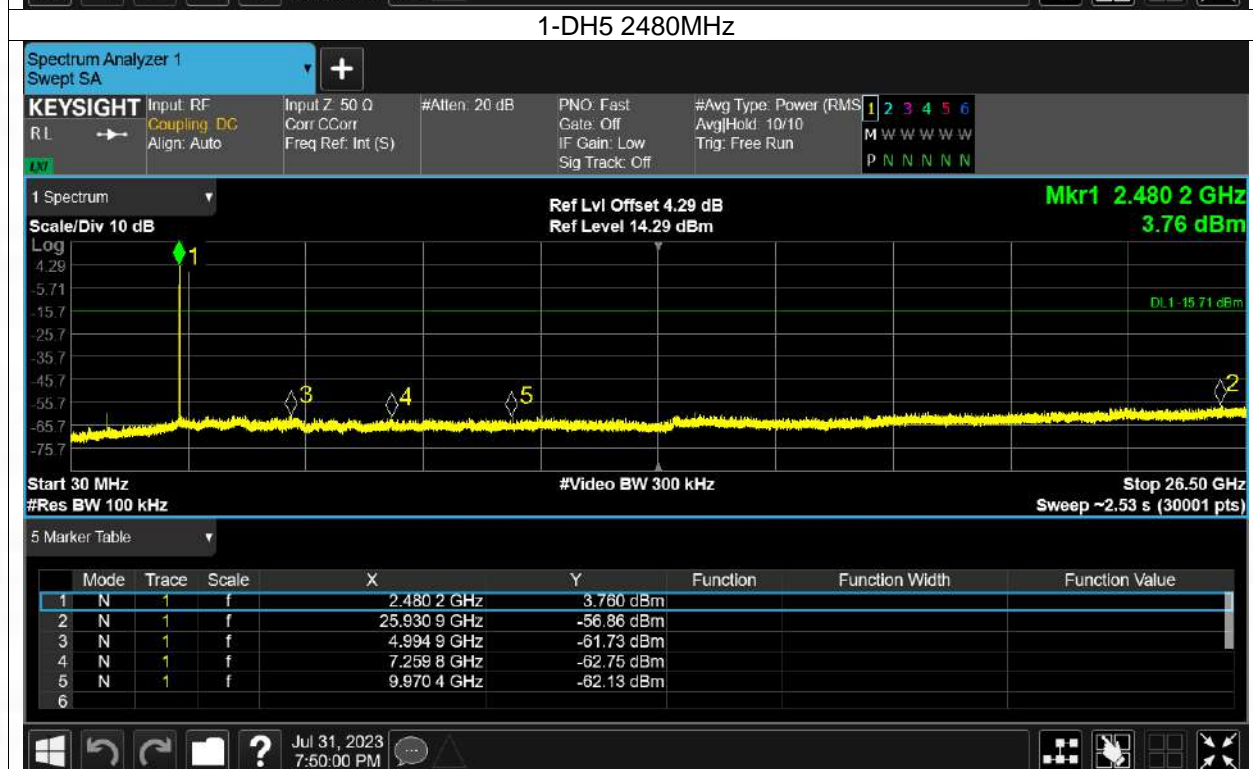 1-DH5 2480MHz
Spectrum Analyzer 1
Swept SA
+
KEYSIGHT Input: RF Input Z: 50 Ω #Atten: 20 dB PNO: Fast #Avg Type: Power (RMS 1 2 3 4 5 6
RL Coupling: DC Corr CCorr Gate: Off Avg|Hold: 10/10 M W W W W W
Align: Auto Freq Ref: Int (S) IF Gain: Low Trig: Free Run
LXI Sig Track: Off P N N N N N
1 Spectrum Ref Lvl Offset 4.29 dB Mkr1 2.480 2 GHz
Scale/Div 10 dB Ref Level 14.29 dBm 3.76 dBm
Log
1
4.29
-5.71
-15.7 DL1 -15.71 dBm
-25.7
-35.7
-45.7
3 4 5 2
-55.7
-65.7
-75.7
Start 30 MHz #Video BW 300 kHz Stop 26.50 GHz
#Res BW 100 kHz Sweep ~2.53 s (30001 pts)
5 Marker Table
Mode Trace Scale X Y Function Function Width Function Value
1 N 1 f 2.480 2 GHz 3.760 dBm
2 N 1 f 25.930 9 GHz -56.86 dBm
3 N 1 f 4.994 9 GHz -61.73 dBm
4 N 1 f 7.259 8 GHz -62.75 dBm
5 N 1 f 9.970 4 GHz -62.13 dBm
6
? Jul 31, 2023
7:50:00 PM